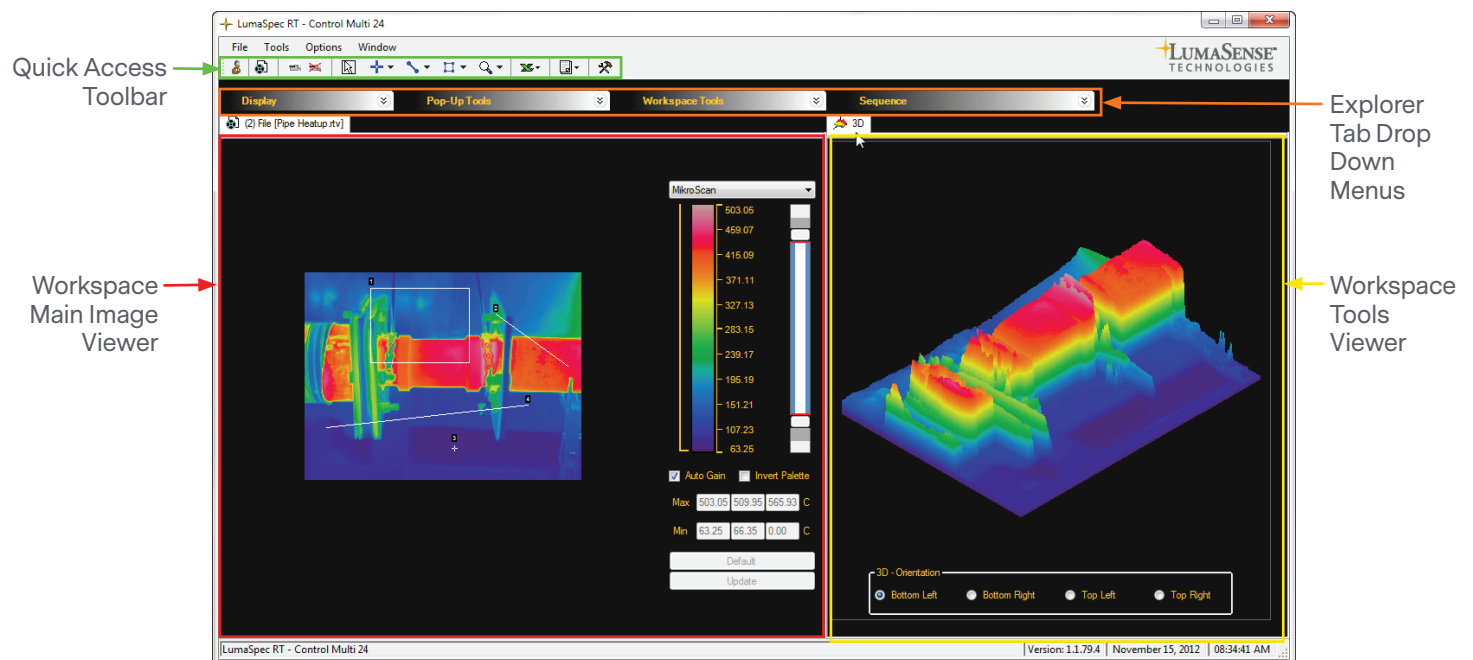 LumaSpec RT - Control Multi 24
File Tools Options Window
LUMASENSE
TECHNOLOGIES
Quick Access
Toolbar
Display Pop-Up Tools Workspace Tools Sequence
Explorer
Tab Drop
Down
Menus
(2) File [Pipe Heatup.rtv]
3D
MikroScan
503.05
459.07
415.09
371.11
327.13
283.15
239.17
195.19
151.21
107.23
63.25
1
2
4
3
Workspace
Main Image
Viewer
Workspace
Tools
Viewer
Auto Gain Invert Palette
Max 503.05 509.95 565.93 C
Min 63.25 66.35 0.00 C
Default
Update
3D - Orientation
Bottom Left Bottom Right Top Left Top Right
LumaSpec RT - Control Multi 24 Version: 1.1.79.4 November 15, 2012 08:34:41 AM